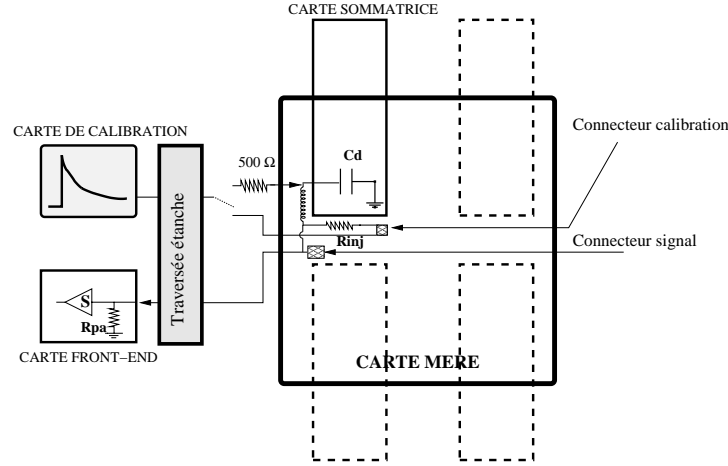 CARTE SOMMATRICE
CARTE DE CALIBRATION
Connecteur calibration
500 Ω
Cd
Traversée étanche
Rinj
Connecteur signal
S
Rpa
CARTE FRONT–END
CARTE MERE